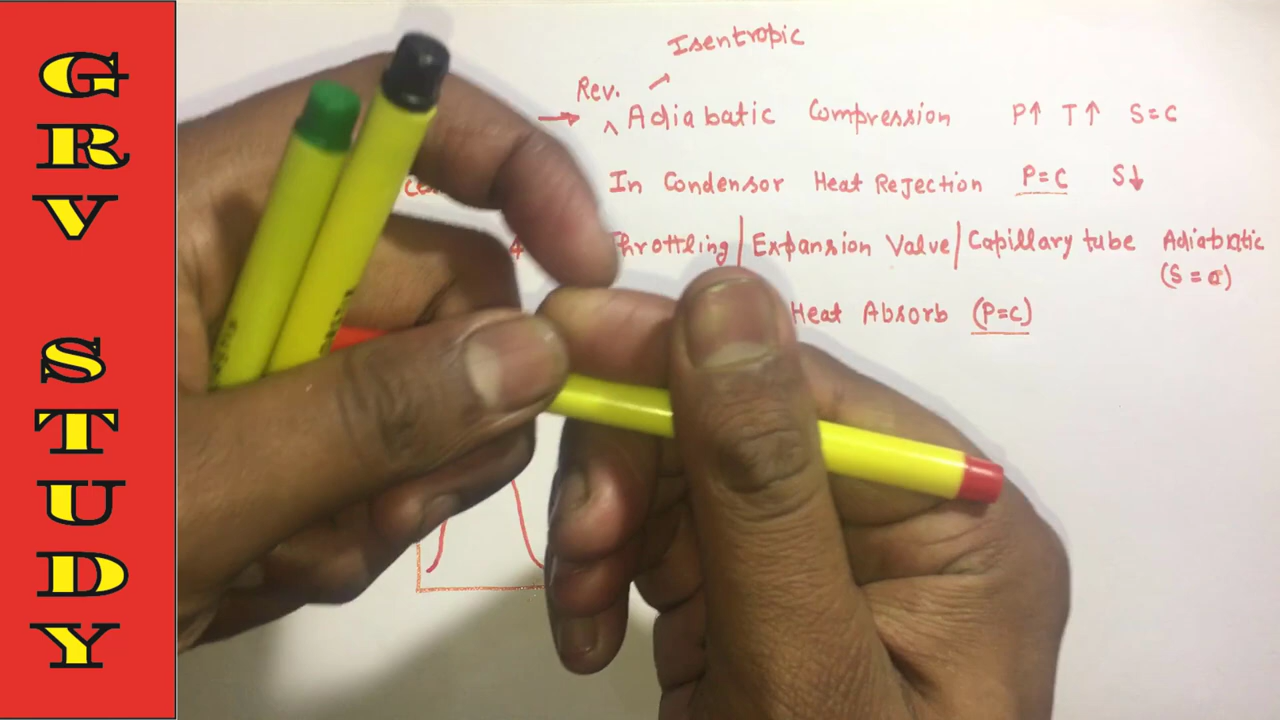 GRV STUDY
Isentropic
Rev.
Adiabatic Compression P↑ T↑ S=C
In Condensor Heat Rejection P=C S↓
Throttling / Expansion Valve / Capillary tube Adiabatic
(S = σ)
Heat Absorb (P=C)